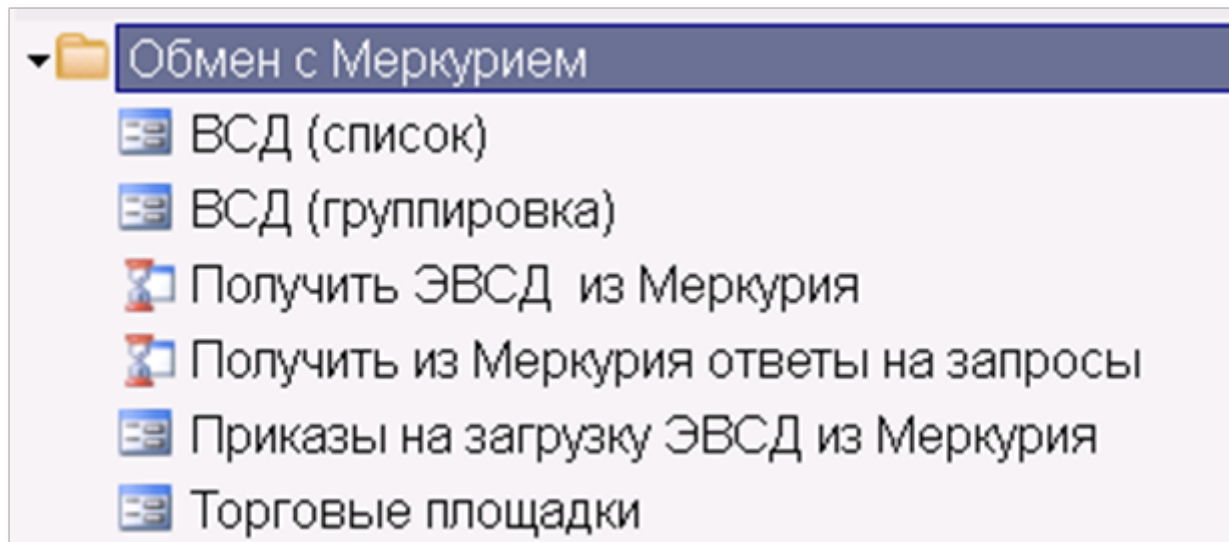 Обмен с Меркурием
ВСД (список)
ВСД (группировка)
Получить ЭВСД  из Меркурия
Получить из Меркурия ответы на запросы
Приказы на загрузку ЭВСД из Меркурия
Торговые площадки